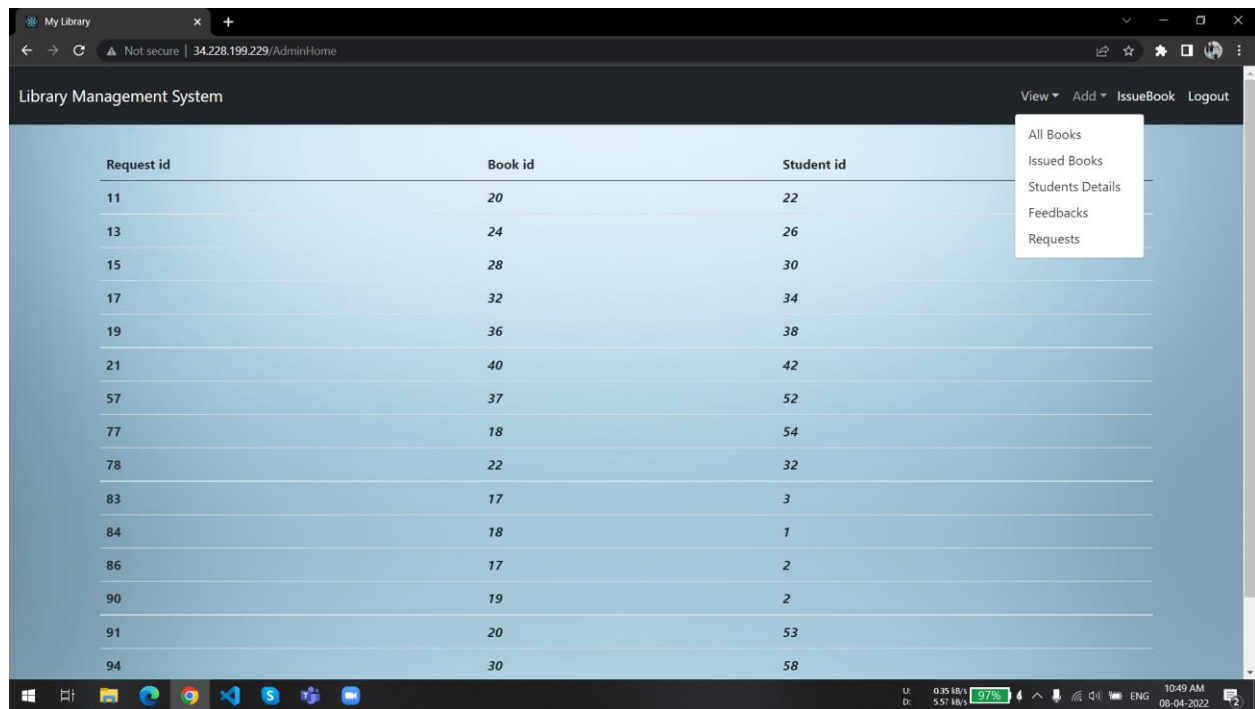 My Library
Not secure | 34.228.199.229/AdminHome
Library Management System View Add IssueBook Logout
All Books
Issued Books
Students Details
Feedbacks
Requests
Request id Book id Student id
11 20 22
13 24 26
15 28 30
17 32 34
19 36 38
21 40 42
57 37 52
77 18 54
78 22 32
83 17 3
84 18 1
86 17 2
90 19 2
91 20 53
94 30 58
U: 0.35 kB/s
D: 5.57 kB/s
97%
ENG
10:49 AM
08-04-2022
2